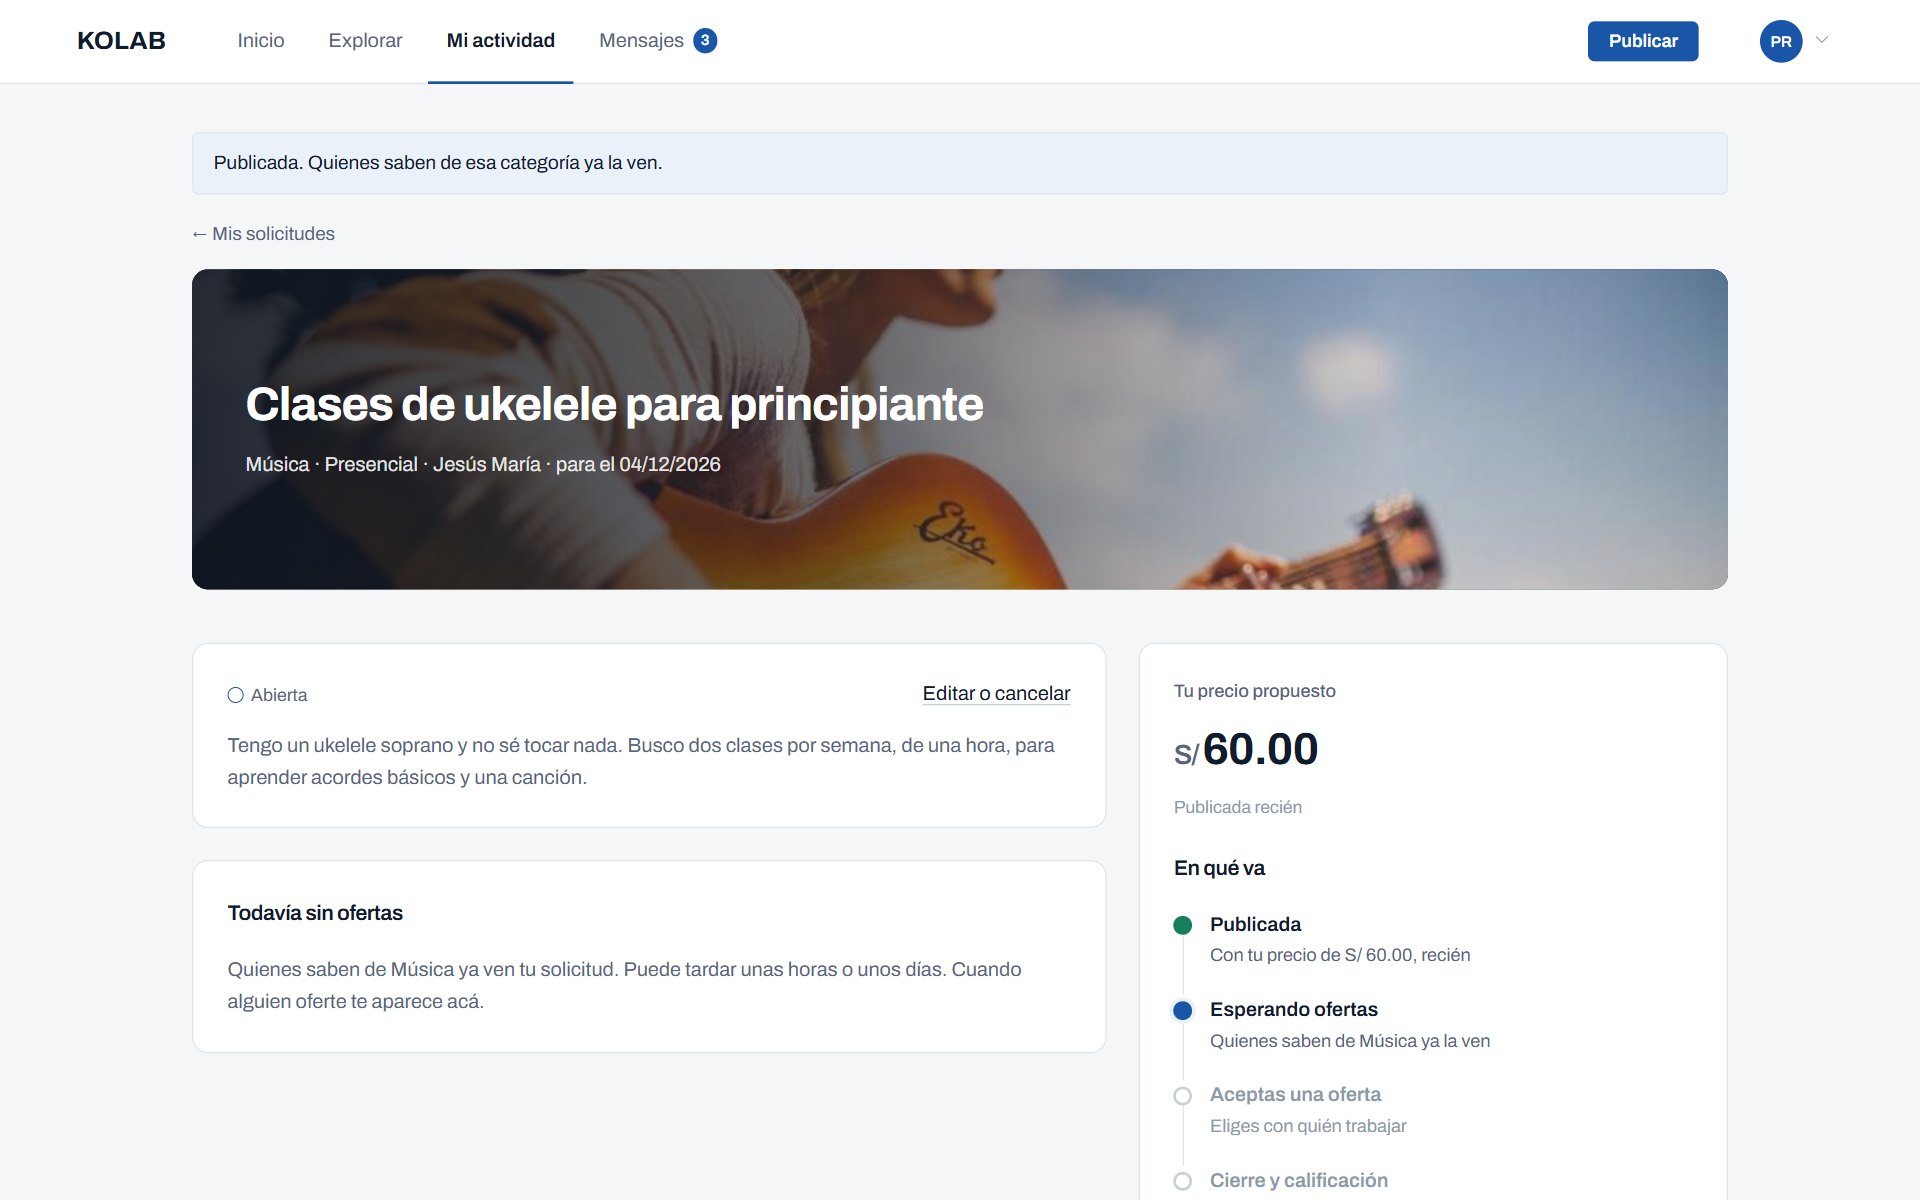 KOLAB
Inicio
Explorar
Mi actividad
Mensajes 3
Publicar
PR
Publicada. Quienes saben de esa categoría ya la ven.
← Mis solicitudes
Clases de ukelele para principiante
Música · Presencial · Jesús María · para el 04/12/2026
Eko
Abierta
Editar o cancelar
Tengo un ukelele soprano y no sé tocar nada. Busco dos clases por semana, de una hora, para
aprender acordes básicos y una canción.
Todavía sin ofertas
Quienes saben de Música ya ven tu solicitud. Puede tardar unas horas o unos días. Cuando
alguien oferte te aparece acá.
Tu precio propuesto
S/ 60.00
Publicada recién
En qué va
Publicada
Con tu precio de S/ 60.00, recién
Esperando ofertas
Quienes saben de Música ya la ven
Aceptas una oferta
Eliges con quién trabajar
Cierre y calificación